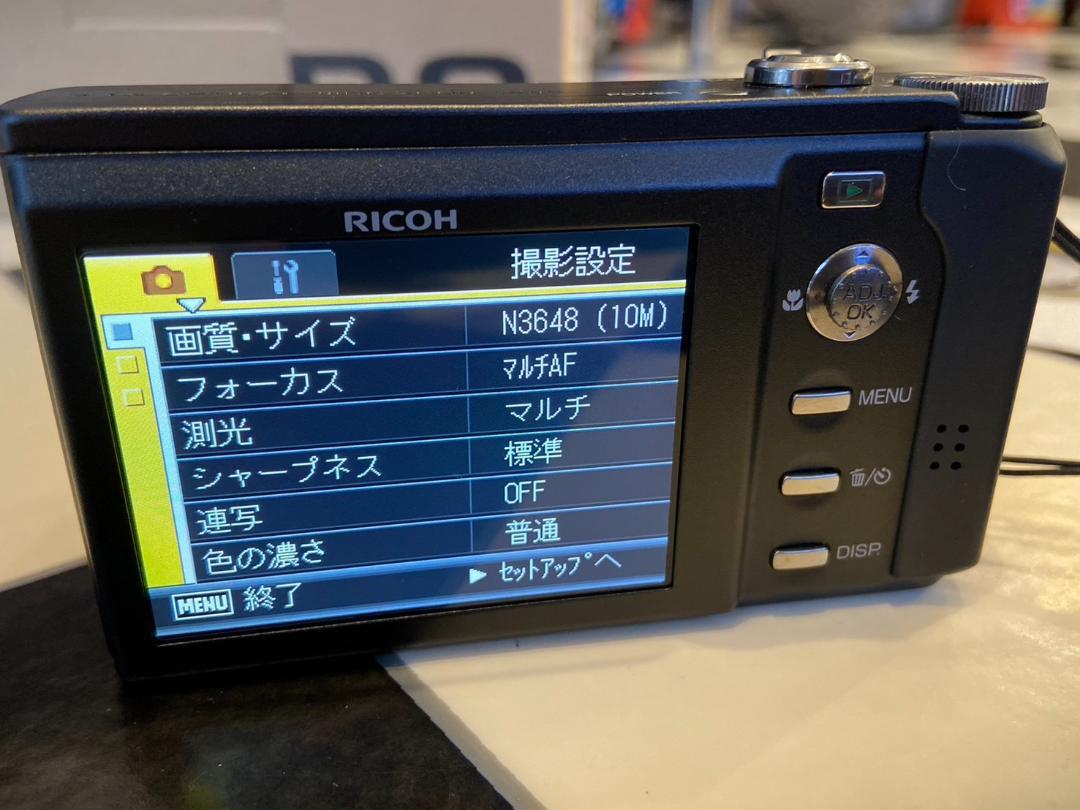 POWER
RICOH
撮影設定
画質・サイズ N3648 (10M)
フォーカス ﾏﾙﾁAF
測光 マルチ
シャープネス 標準
連写 OFF
色の濃さ 普通
MENU 終了 ▶ ｾｯﾄｱｯﾌﾟへ
ADJ.
OK
MENU
DISP.